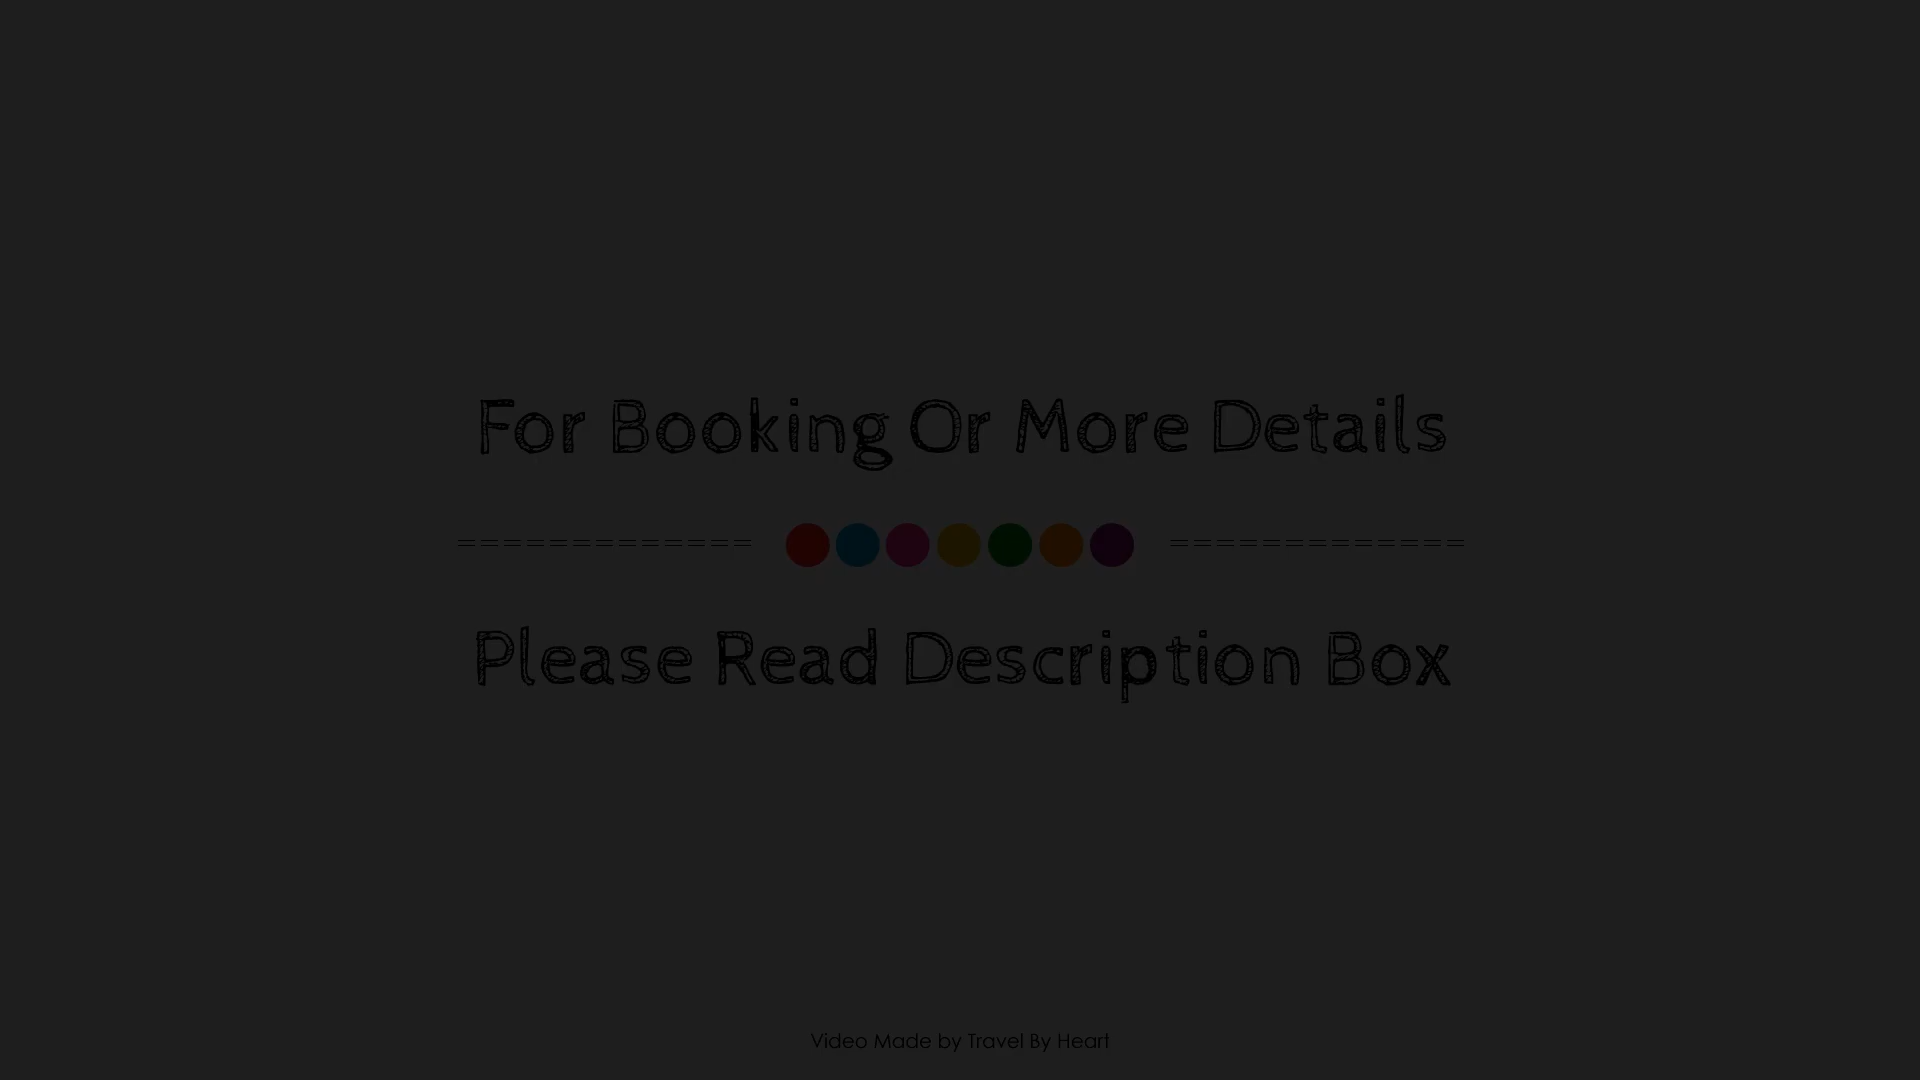 For Booking Or More Details
============= =============
Please Read Description Box
Video Made by Travel By Heart